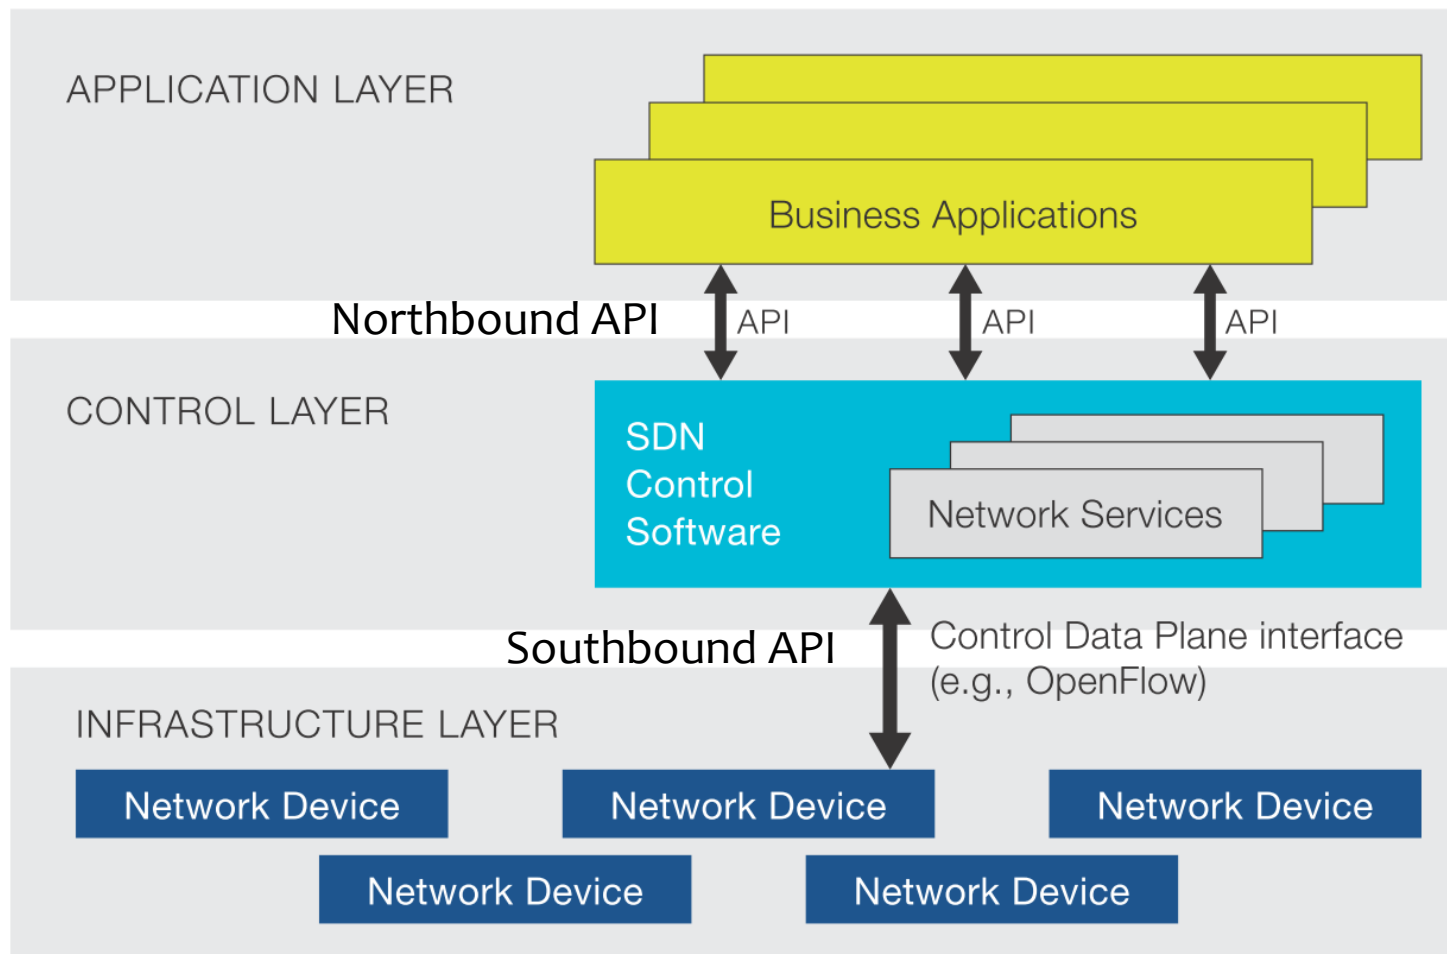 APPLICATION LAYER
Business Applications
Northbound API
API
API
API
CONTROL LAYER
SDN
Control
Software
Network Services
Southbound API
Control Data Plane interface
(e.g., OpenFlow)
INFRASTRUCTURE LAYER
Network Device
Network Device
Network Device
Network Device
Network Device